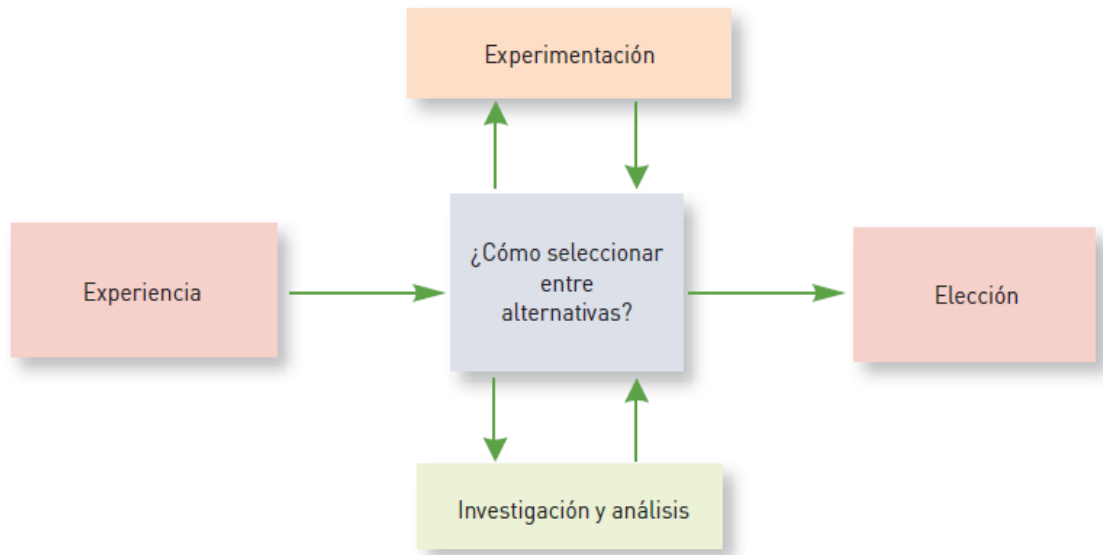 Experimentación
Experiencia
¿Cómo seleccionar
entre
alternativas?
Elección
Investigación y análisis